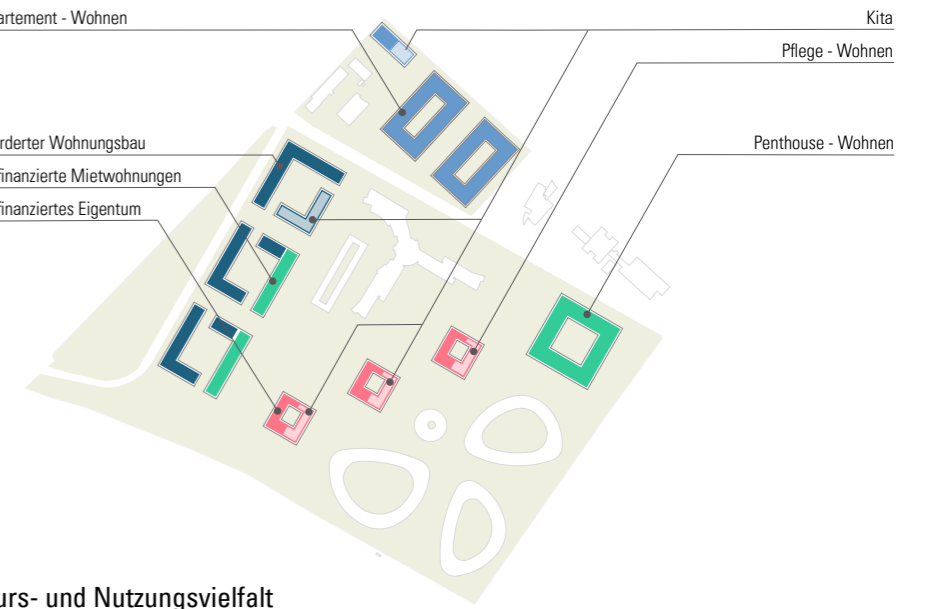 artement - Wohnen
Kita
Pflege - Wohnen
Penthouse - Wohnen
rderter Wohnungsbau
finanzierte Mietwohnungen
finanziertes Eigentum
urs- und Nutzungsvielfalt